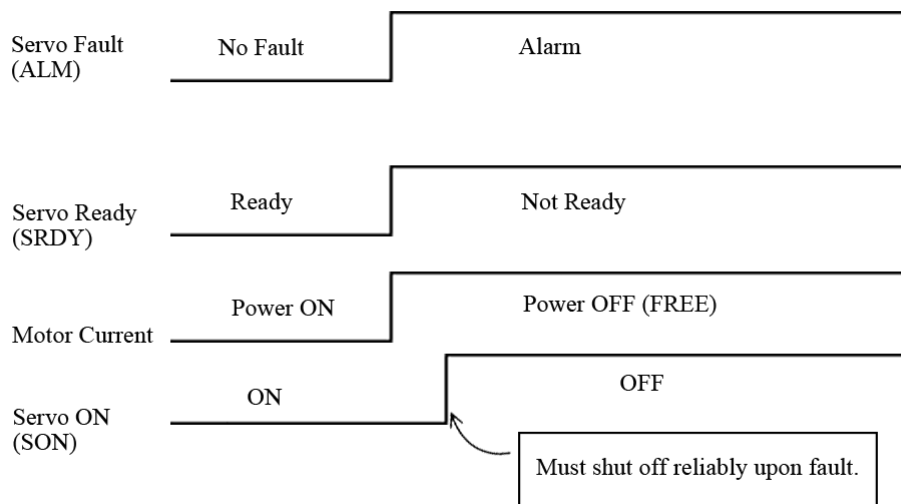 Servo Fault
(ALM)
No Fault
Alarm
Servo Ready
(SRDY)
Ready
Not Ready
Motor Current
Power ON
Power OFF (FREE)
Servo ON
(SON)
ON
OFF
Must shut off reliably upon fault.